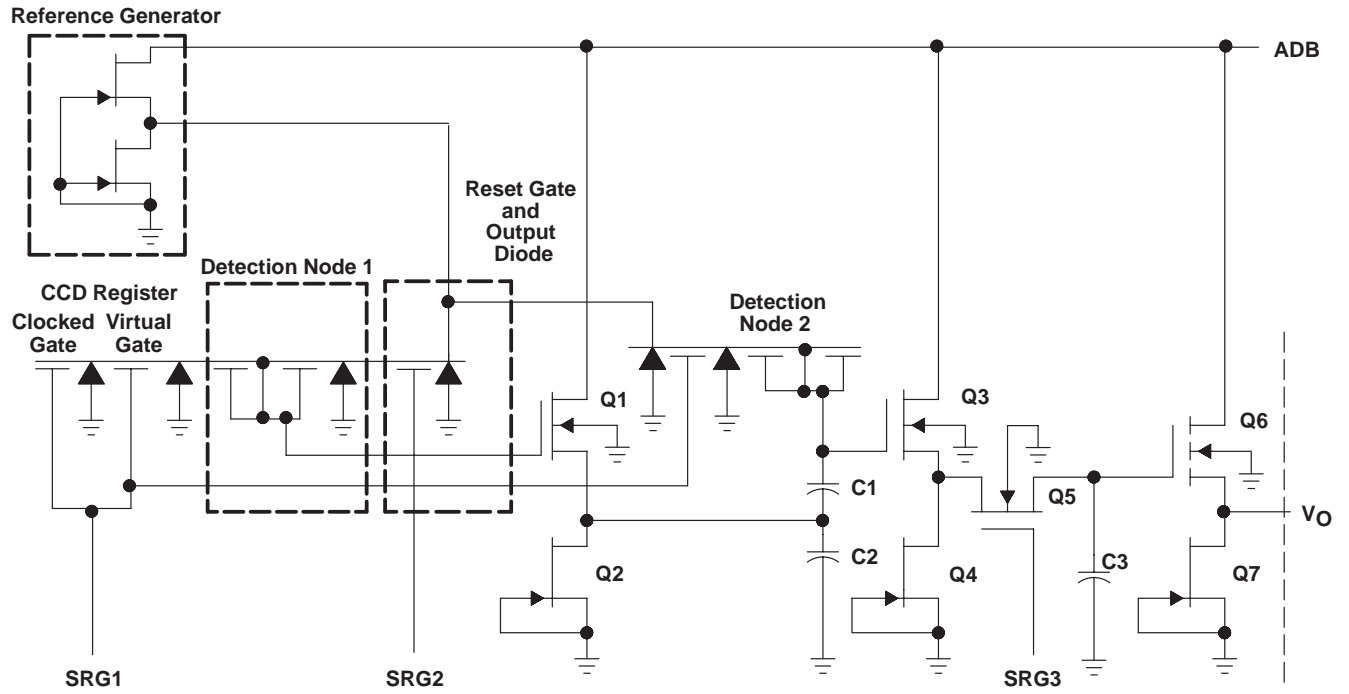 Reference Generator
ADB
Reset Gate
and
Output
Diode
Detection Node 1
CCD Register
Clocked Virtual
Gate Gate
Detection
Node 2
Q1
Q3
Q6
C1
Q5
VO
C2
Q2
Q4
C3
Q7
SRG1
SRG2
SRG3